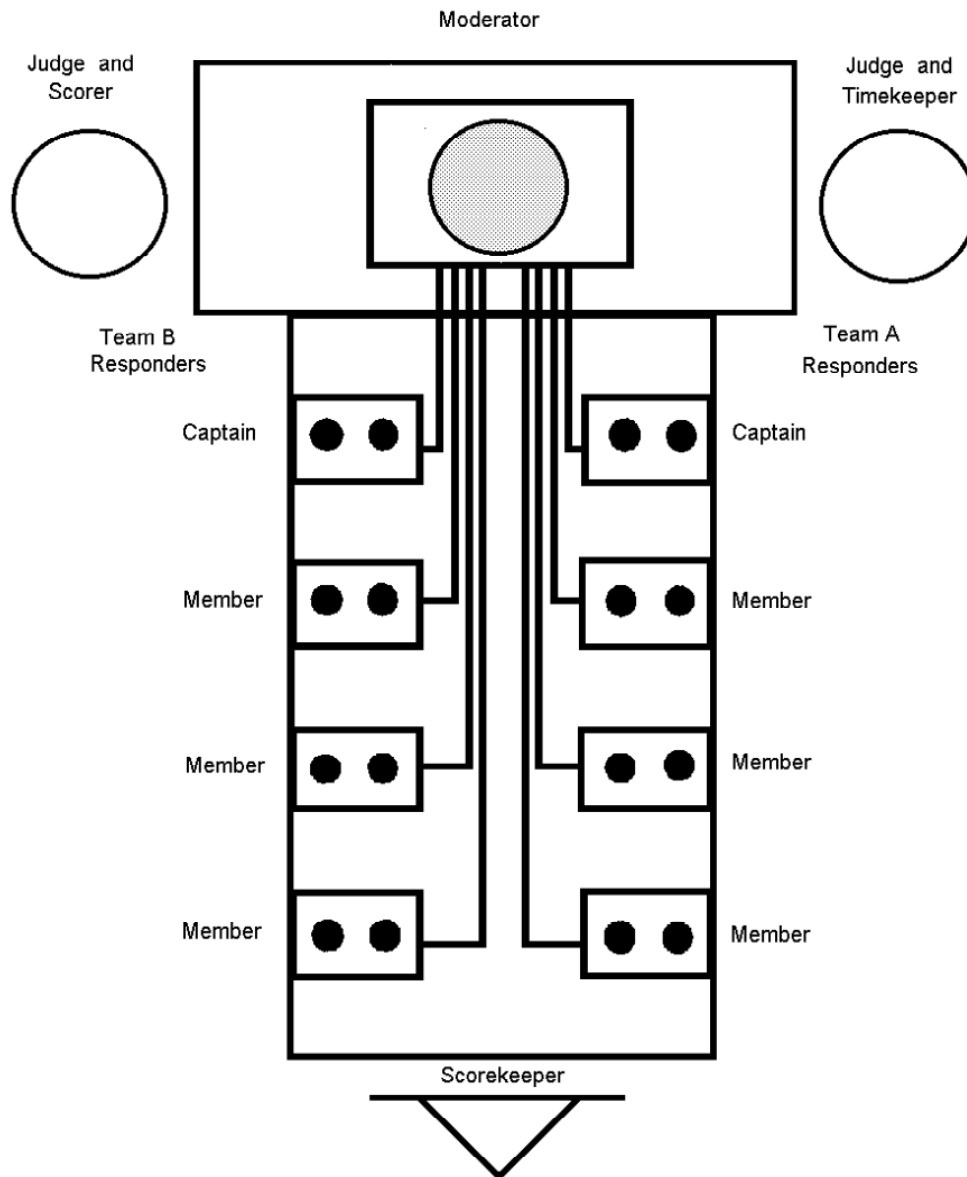 Moderator
Judge and
Scorer
Judge and
Timekeeper
Team B
Responders
Team A
Responders
Captain
Captain
Member
Member
Member
Member
Member
Member
Scorekeeper